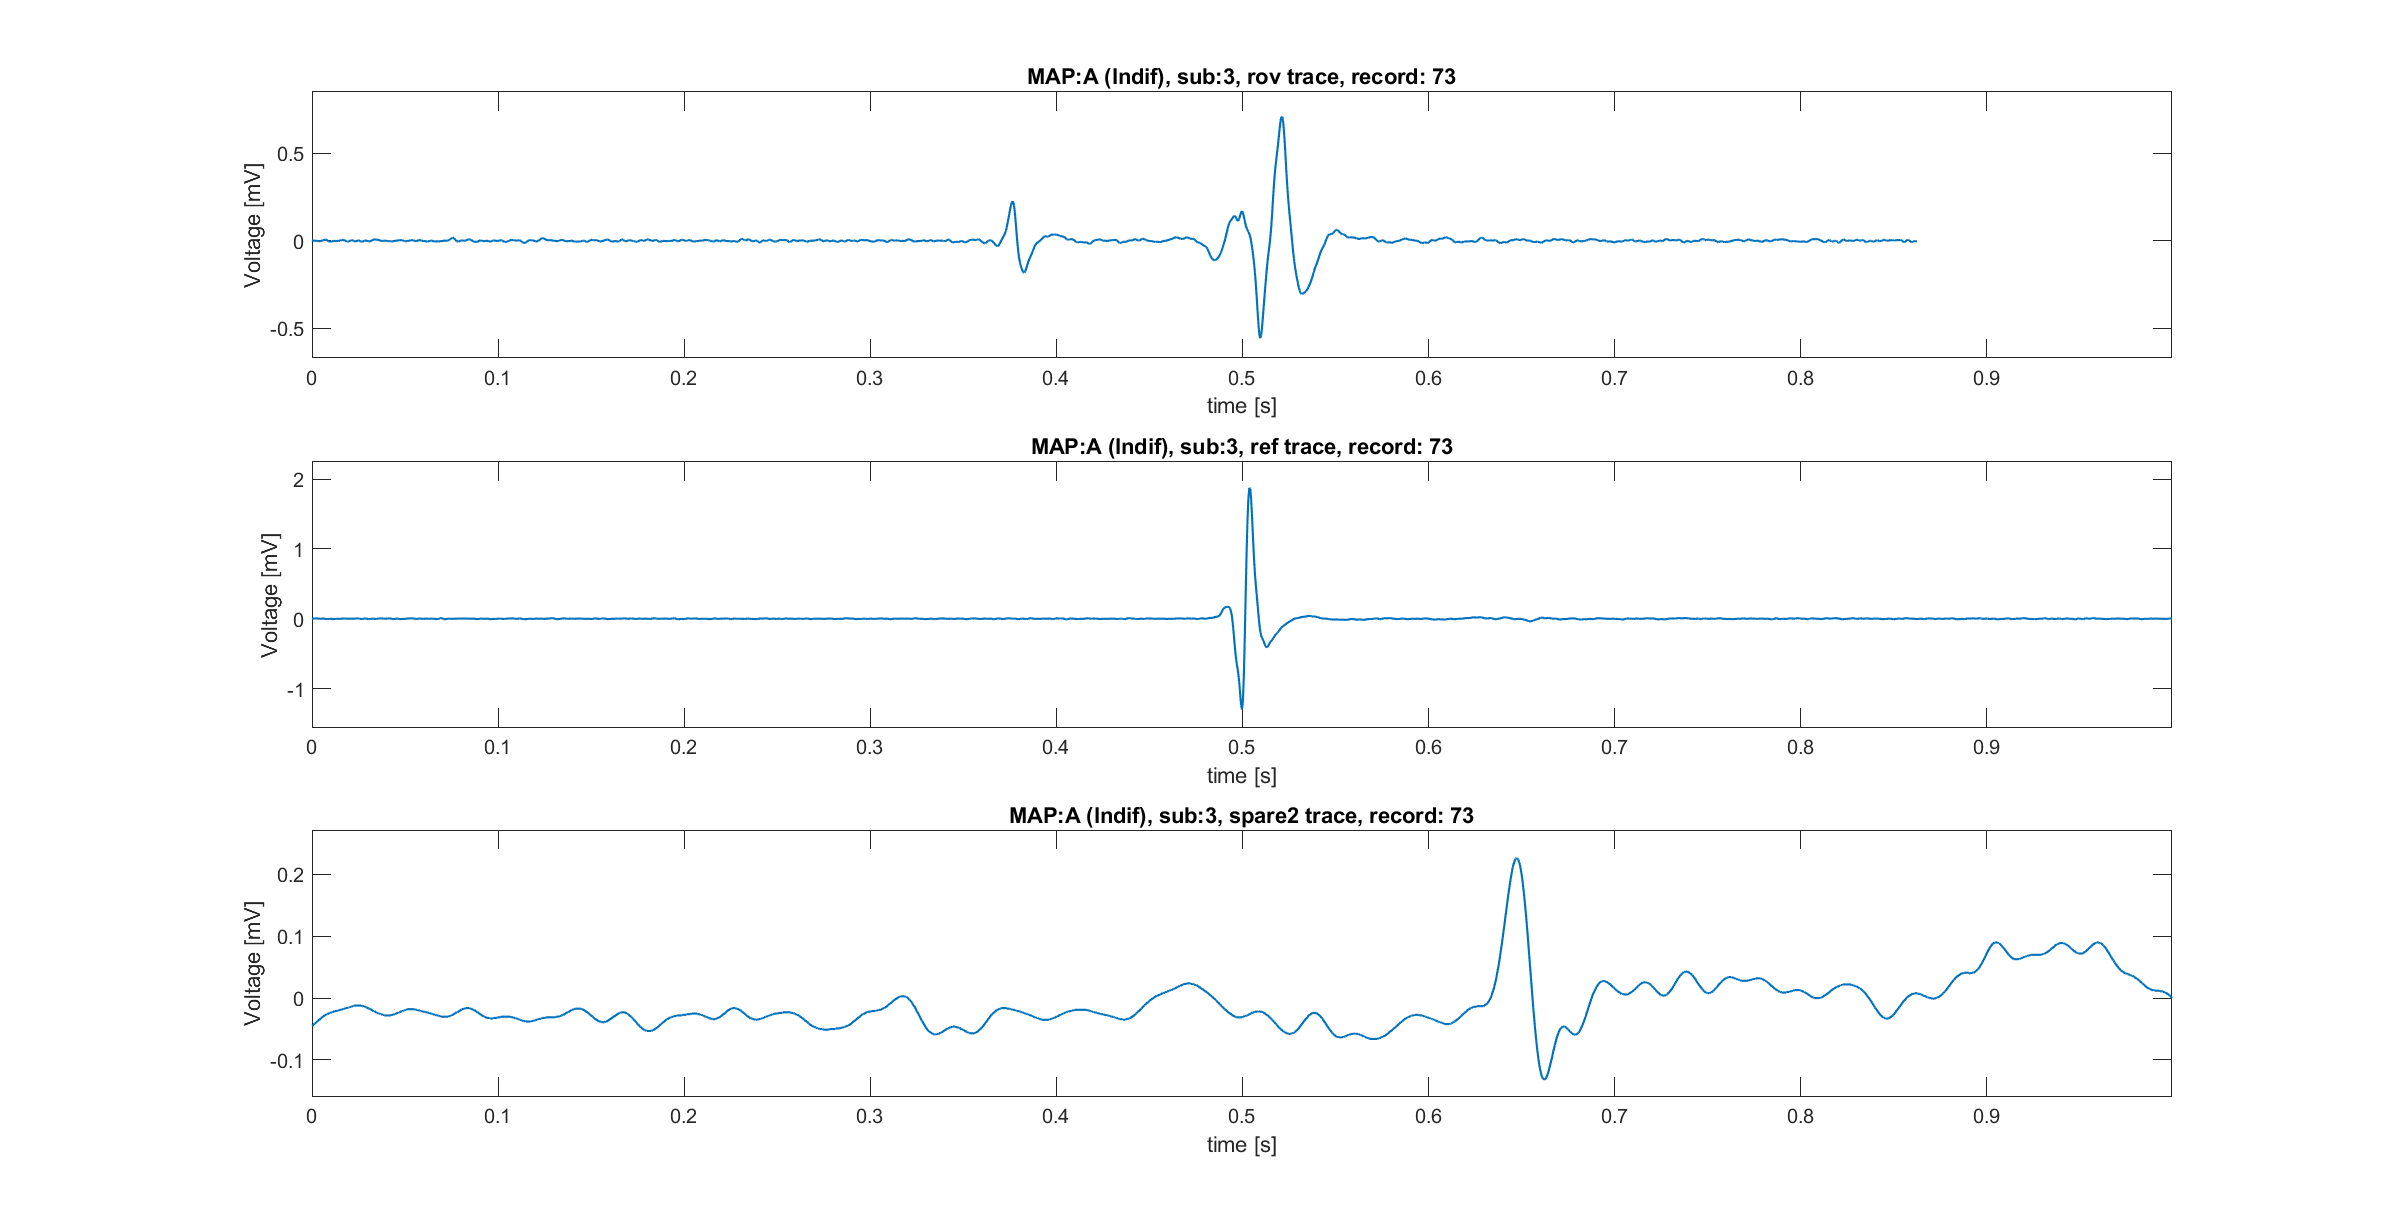 MAP:A (Indif), sub:3, rov trace, record: 73
Voltage [mV]
0.5
0
-0.5
0 0.1 0.2 0.3 0.4 0.5 0.6 0.7 0.8 0.9
time [s]
MAP:A (Indif), sub:3, ref trace, record: 73
Voltage [mV]
2
1
0
-1
0 0.1 0.2 0.3 0.4 0.5 0.6 0.7 0.8 0.9
time [s]
MAP:A (Indif), sub:3, spare2 trace, record: 73
Voltage [mV]
0.2
0.1
0
-0.1
0 0.1 0.2 0.3 0.4 0.5 0.6 0.7 0.8 0.9
time [s]